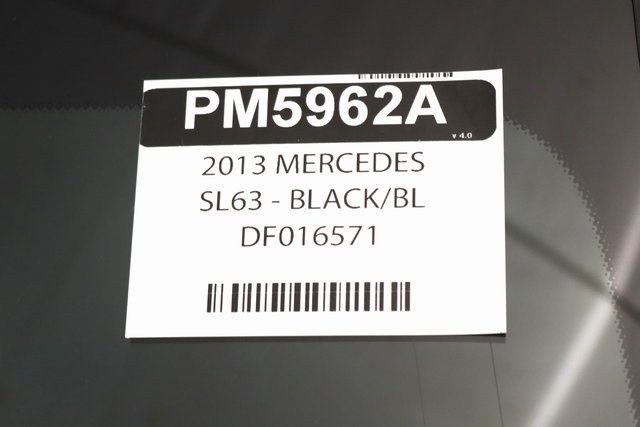 PM5962A
v 4.0
2013 MERCEDES
SL63 - BLACK/BL
DF016571